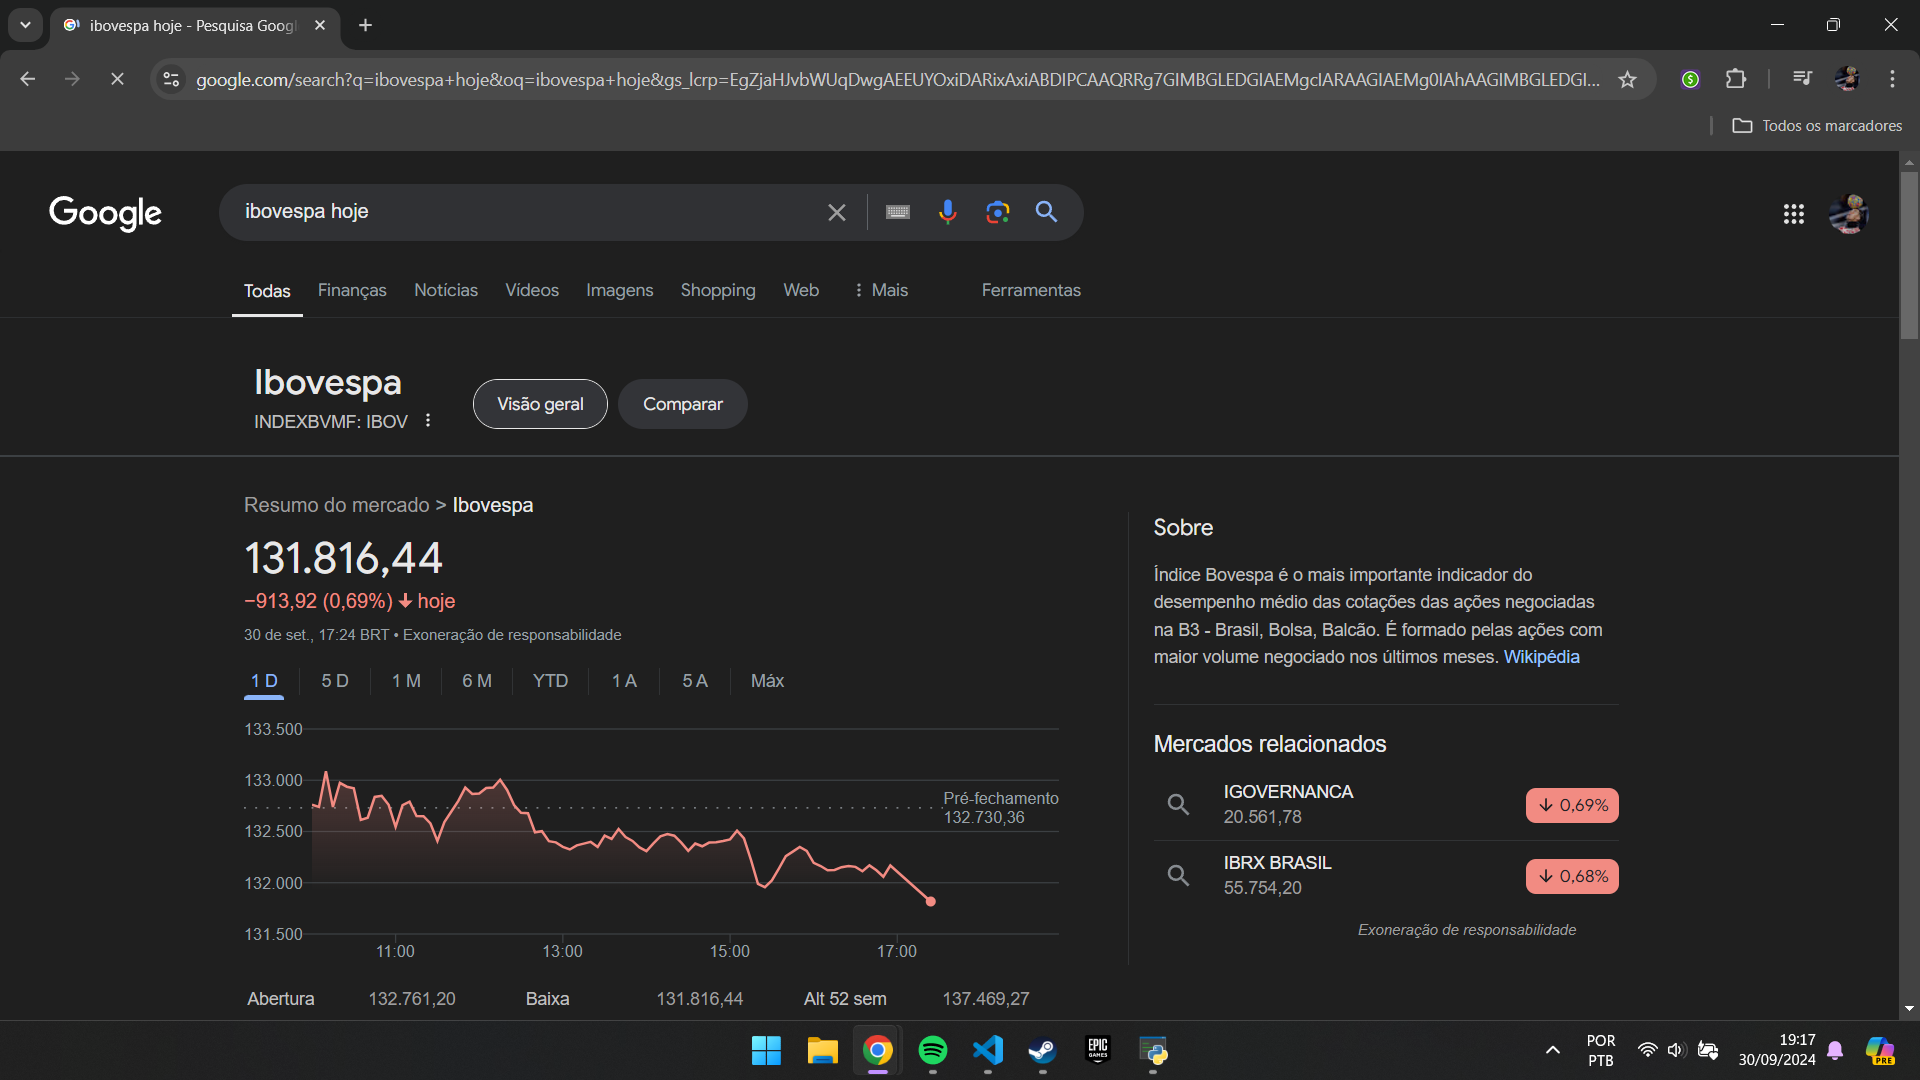 ibovespa hoje - Pesquisa Googl
google.com/search?q=ibovespa+hoje&oq=ibovespa+hoje&gs_lcrp=EgZjaHJvbWUqDwgAEEUYOxiDARixAxiABDIPCAAQRRg7GIMBGLEDGIAEMgcIARAAGIAEMg0IAhAAGIMBGLEDGI...
Todos os marcadores
Google
ibovespa hoje
Todas Finanças Notícias Vídeos Imagens Shopping Web Mais Ferramentas
Ibovespa
INDEXBVMF: IBOV
Visão geral Comparar
Resumo do mercado > Ibovespa
131.816,44
−913,92 (0,69%) hoje
30 de set., 17:24 BRT • Exoneração de responsabilidade
1 D 5 D 1 M 6 M YTD 1 A 5 A Máx
133.500
133.000
132.500
132.000
131.500
Pré-fechamento
132.730,36
11:00 13:00 15:00 17:00
Abertura 132.761,20 Baixa 131.816,44 Alt 52 sem 137.469,27
Sobre
Índice Bovespa é o mais importante indicador do
desempenho médio das cotações das ações negociadas
na B3 - Brasil, Bolsa, Balcão. É formado pelas ações com
maior volume negociado nos últimos meses. Wikipédia
Mercados relacionados
IGOVERNANCA
20.561,78
0,69%
IBRX BRASIL
55.754,20
0,68%
Exoneração de responsabilidade
EPIC
GAMES
POR
PTB
19:17
30/09/2024
PRE